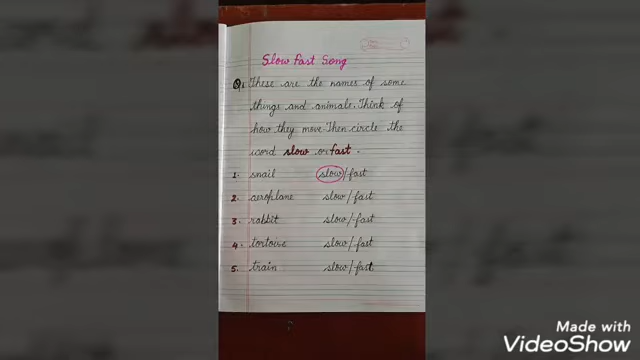 Slow Fast Song
Q1 These are the names of some
things and animals. Think of
how they move. Then circle the
word slow or fast.
1. snail slow/fast
2. aeroplane slow/fast
3. rabbit slow/fast
4. tortoise slow/fast
5. train slow/fast
Made with
VideoShow